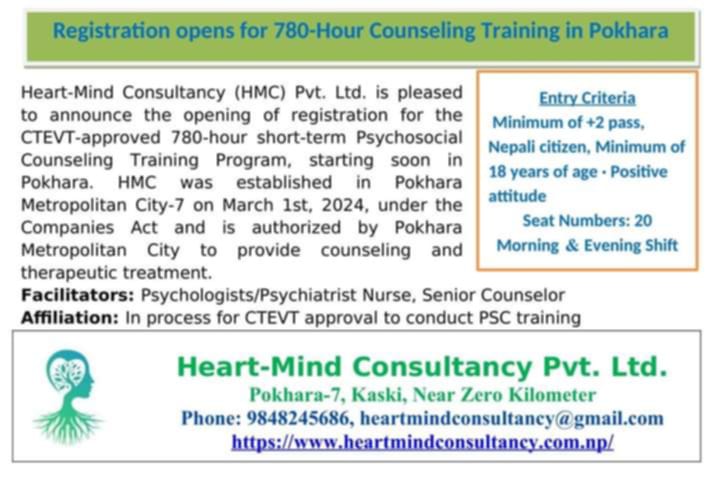 Registration opens for 780-Hour Counseling Training in Pokhara
Heart-Mind Consultancy (HMC) Pvt. Ltd. is pleased
to announce the opening of registration for the
CTEVT-approved 780-hour short-term Psychosocial
Counseling Training Program, starting soon in
Pokhara. HMC was established in Pokhara
Metropolitan City-7 on March 1st, 2024, under the
Companies Act and is authorized by Pokhara
Metropolitan City to provide counseling and
therapeutic treatment.
Entry Criteria
Minimum of +2 pass,
Nepali citizen, Minimum of
18 years of age · Positive
attitude
Seat Numbers: 20
Morning & Evening Shift
Facilitators: Psychologists/Psychiatrist Nurse, Senior Counselor
Affiliation: In process for CTEVT approval to conduct PSC training
Heart-Mind Consultancy Pvt. Ltd.
Pokhara-7, Kaski, Near Zero Kilometer
Phone: 9848245686, heartmindconsultancy@gmail.com
https://www.heartmindconsultancy.com.np/